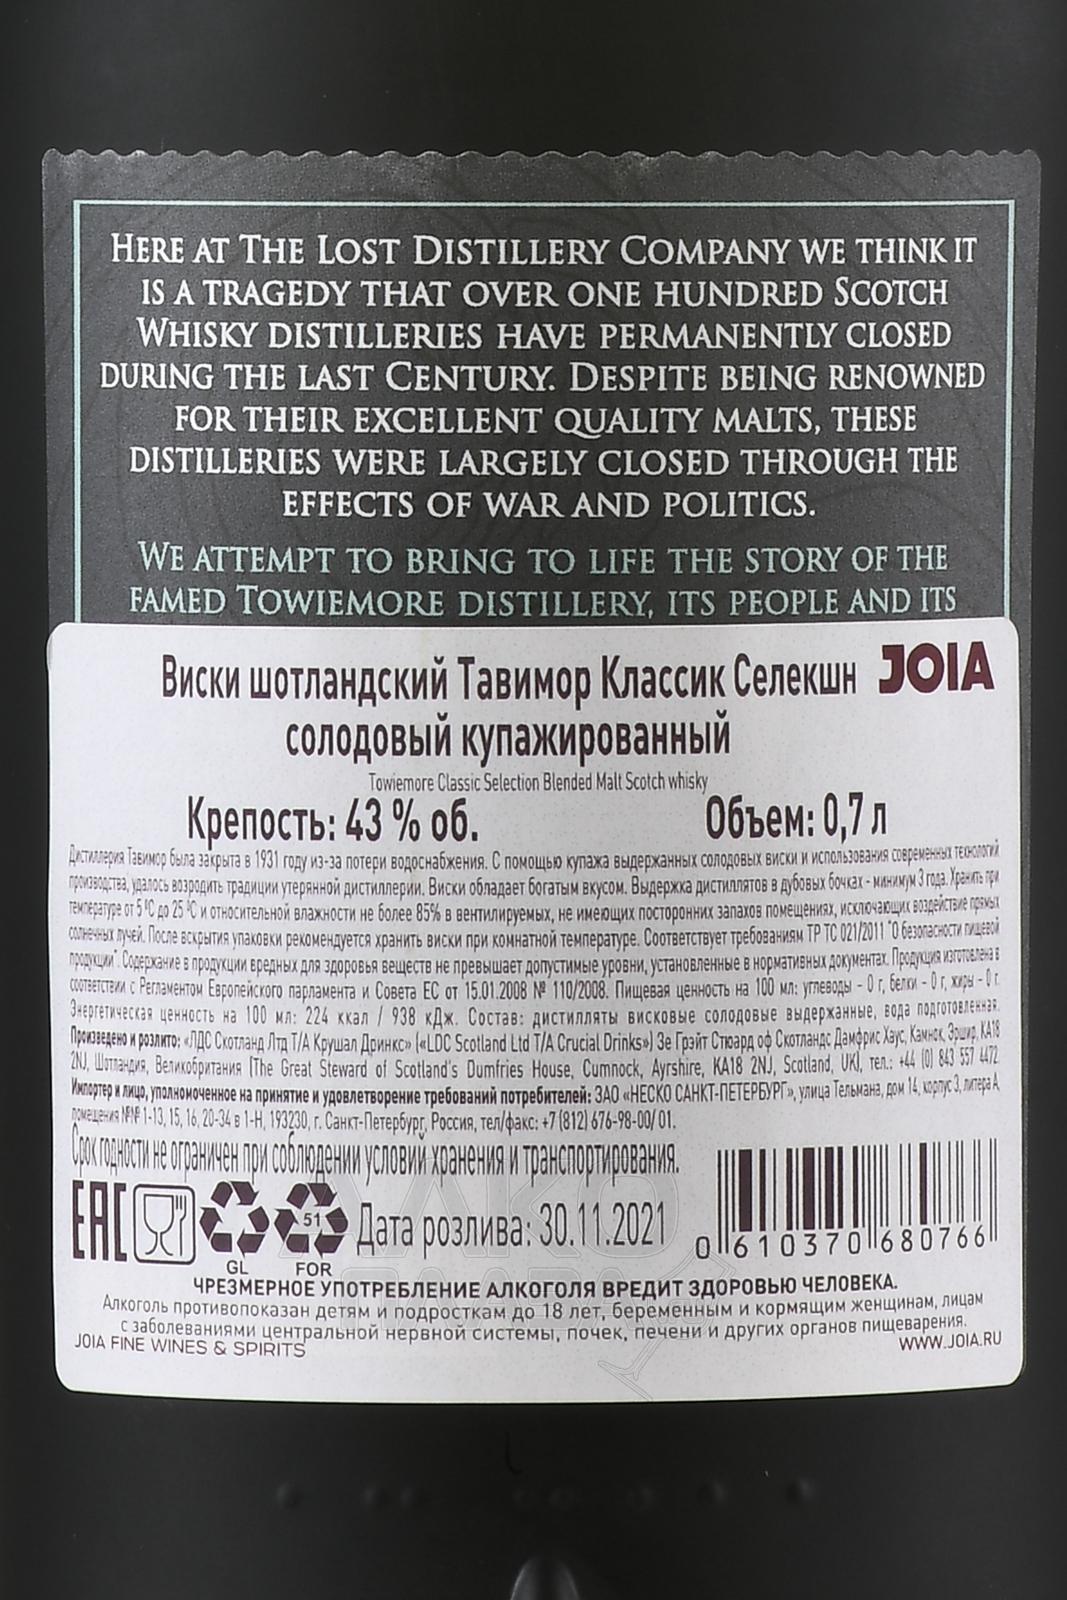 HERE AT THE LOST DISTILLERY COMPANY WE THINK IT
IS A TRAGEDY THAT OVER ONE HUNDRED SCOTCH
WHISKY DISTILLERIES HAVE PERMANENTLY CLOSED
DURING THE LAST CENTURY. DESPITE BEING RENOWNED
FOR THEIR EXCELLENT QUALITY MALTS, THESE
DISTILLERIES WERE LARGELY CLOSED THROUGH THE
EFFECTS OF WAR AND POLITICS.
WE ATTEMPT TO BRING TO LIFE THE STORY OF THE
FAMED TOWIEMORE DISTILLERY, ITS PEOPLE AND ITS
Виски шотландский Тавимор Классик Селекшн JOIA
солодовый купажированный
Towiemore Classic Selection Blended Malt Scotch whisky
Крепость: 43 % об. Объем: 0,7 л
Дистиллерия Тавимор была закрыта в 1931 году из-за потери водоснабжения. С помощью купажа выдержанных солодовых виски и использования современных технологий
производства, удалось возродить традиции утерянной дистиллерии. Виски обладает богатым вкусом. Выдержка дистиллятов в дубовых бочках - минимум 3 года. Хранить при
температуре от 5 ⁰С до 25 ⁰С и относительной влажности не более 85% в вентилируемых, не имеющих посторонних запахов помещениях, исключающих воздействие прямых
солнечных лучей. После вскрытия упаковки рекомендуется хранить виски при комнатной температуре. Соответствует требованиям ТР ТС 021/2011 "О безопасности пищевой
продукции". Содержание в продукции вредных для здоровья веществ не превышает допустимые уровни, установленные в нормативных документах. Продукция изготовлена в
соответствии с Регламентом Европейского парламента и Совета ЕС от 15.01.2008 № 110/2008. Пищевая ценность на 100 мл: углеводы - 0 г, белки - 0 г, жиры - 0 г.
Энергетическая ценность на 100 мл: 224 ккал / 938 кДж. Состав: дистилляты висковые солодовые выдержанные, вода подготовленная.
Произведено и розлито: «ЛДС Скотланд Лтд Т/А Крушал Дринкс» («LDC Scotland Ltd T/A Crucial Drinks») Зе Грэйт Стюард оф Скотландс Дамфрис Хаус, Камнок, Эршир, КА18
2NJ, Шотландия, Великобритания (The Great Steward of Scotland's Dumfries House, Cumnock, Ayrshire, KA18 2NJ, Scotland, UK), тел.: +44 (0) 843 557 4472
Импортер и лицо, уполномоченное на принятие и удовлетворение требований потребителей: ЗАО «НЕСКО САНКТ-ПЕТЕРБУРГ», улица Тельмана, дом 14, корпус 3, литера А,
помещения №№ 1-13, 15, 16, 20-34 в 1-Н, 193230, г. Санкт-Петербург, Россия, тел/факс: +7 (812) 676-98-00/ 01.
Срок годности не ограничен при соблюдении условий хранения и транспортирования.
EAC 51 Дата розлива: 30.11.2021 0 610370 680766
GL FOR
ЧРЕЗМЕРНОЕ УПОТРЕБЛЕНИЕ АЛКОГОЛЯ ВРЕДИТ ЗДОРОВЬЮ ЧЕЛОВЕКА.
Алкоголь противопоказан детям и подросткам до 18 лет, беременным и кормящим женщинам, лицам
с заболеваниями центральной нервной системы, почек, печени и других органов пищеварения.
JOIA FINE WINES & SPIRITS WWW.JOIA.RU